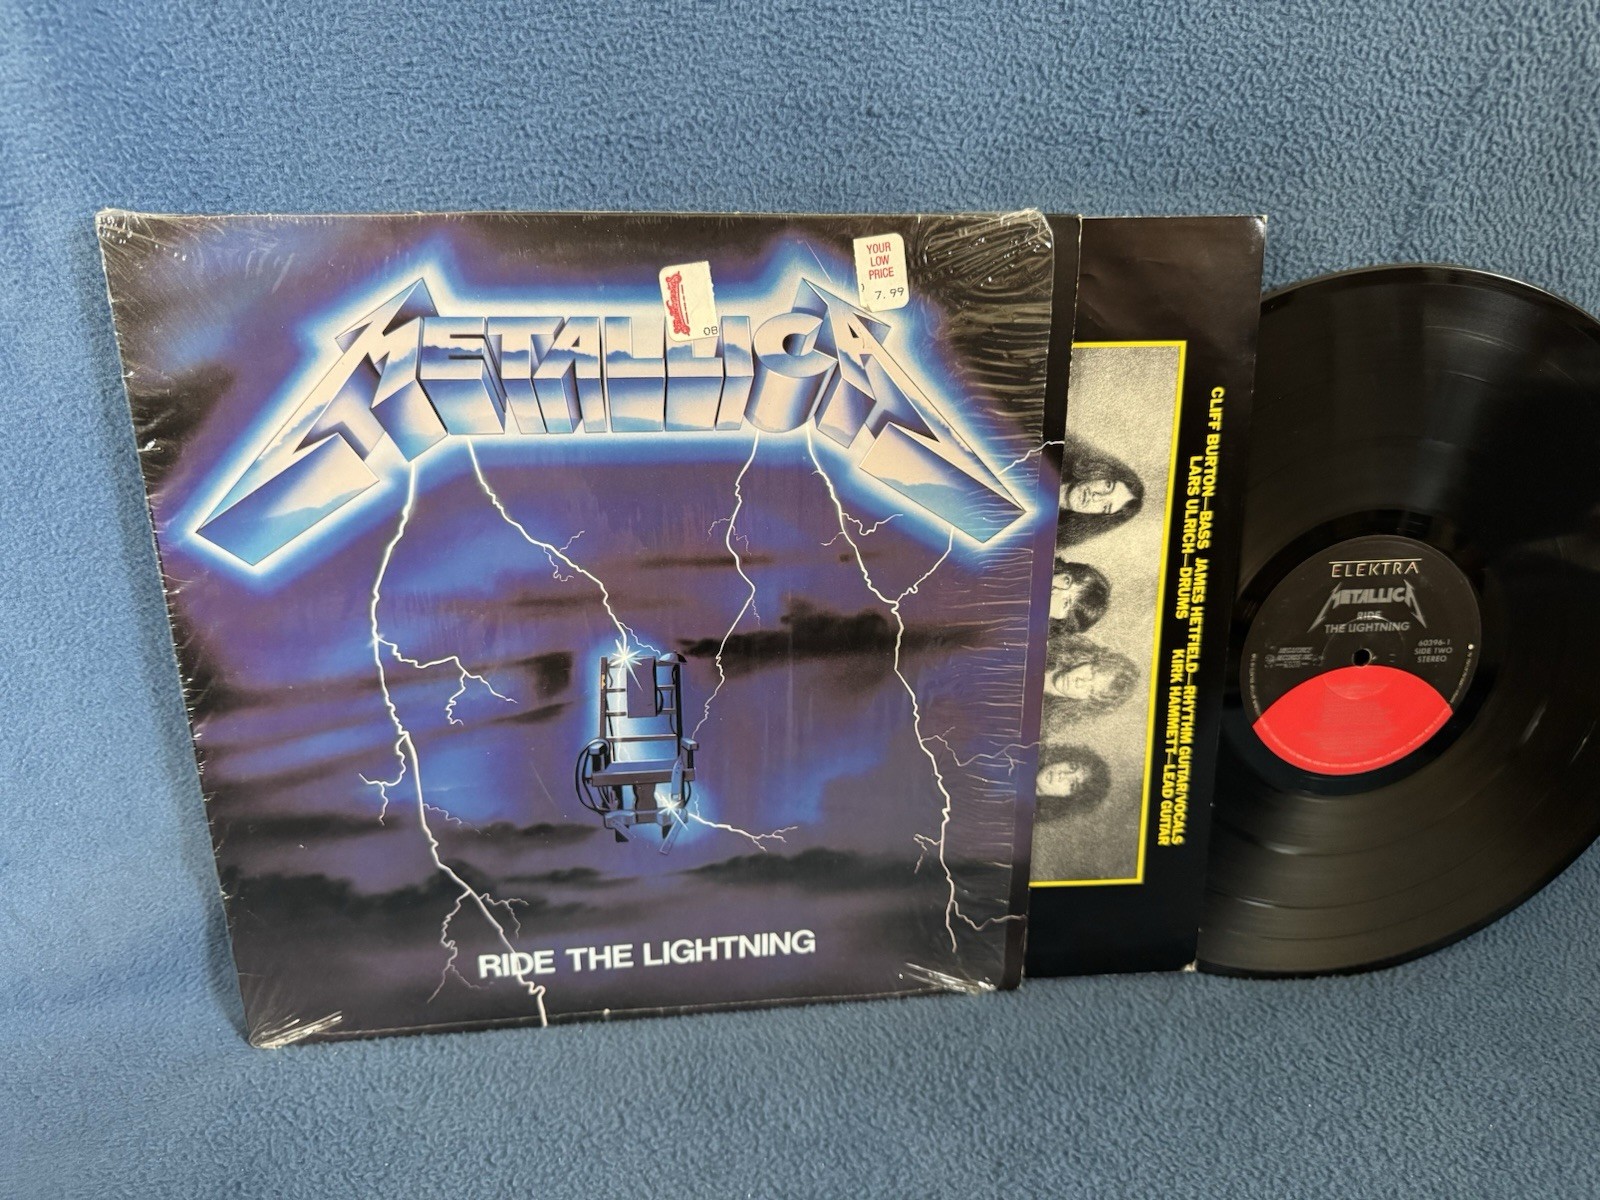 METALLICA
08
YOUR
LOW
PRICE
7.99
RIDE THE LIGHTNING
CLIFF BURTON—BASS JAMES HETFIELD—RHYTHM GUITAR/VOCALS
LARS ULRICH—DRUMS KIRK HAMMETT—LEAD GUITAR
ELEKTRA
METALLICA
RIDE
THE LIGHTNING
60396-1
SIDE TWO
STEREO